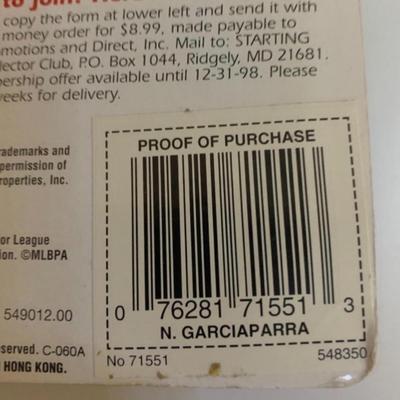 copy the form at lower left and send it with
money order for $8.99, made payable to
omotions and Direct, Inc. Mail to: STARTING
lector Club, P.O. Box 1044, Ridgely, MD 21681.
bership offer available until 12-31-98. Please
weeks for delivery.
rademarks and
permission of
roperties, Inc.
or League
ion. ©MLBPA
549012.00
served. C-060A
HONG KONG.
PROOF OF PURCHASE
0 76281 71551 3
N. GARCIAPARRA
No 71551 548350